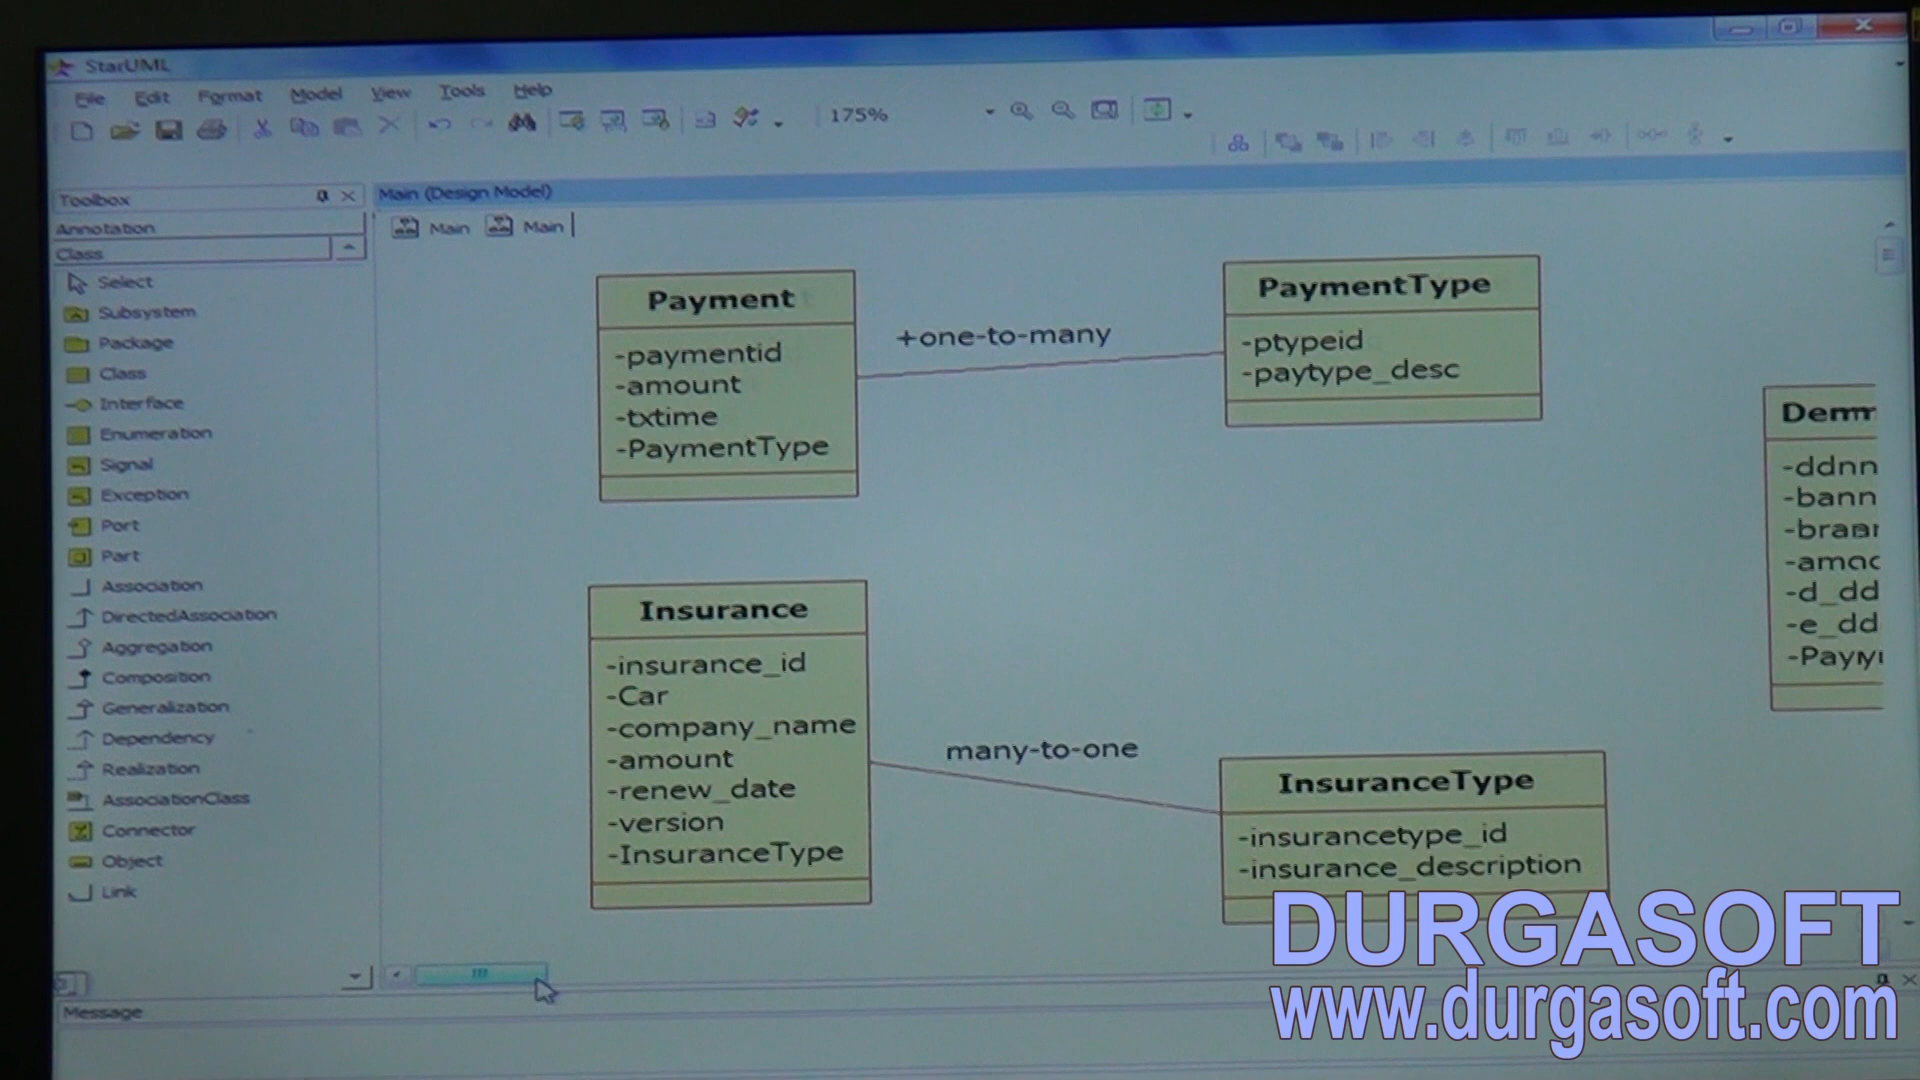 StarUML
File Edit Format Model View Tools Help
175%
Toolbox
Main (Design Model)
Annotation
Main Main
Class
Select
Subsystem
Package
Class
Interface
Enumeration
Signal
Exception
Port
Part
Association
DirectedAssociation
Aggregation
Composition
Generalization
Dependency
Realization
AssociationClass
Connector
Object
Link
Payment
-paymentid
-amount
-txtime
-PaymentType
+one-to-many
PaymentType
-ptypeid
-paytype_desc
Insurance
-insurance_id
-Car
-company_name
-amount
-renew_date
-version
-InsuranceType
many-to-one
InsuranceType
-insurancetype_id
-insurance_description
-d_dd
-e_dd
Message
DURGASOFT
www.durgasoft.com